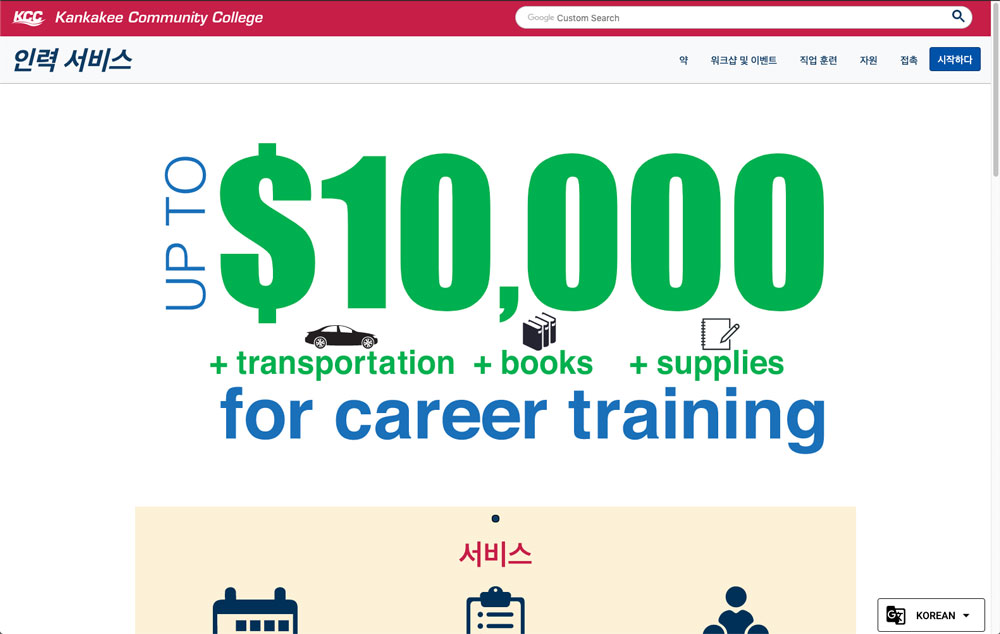 KCC Kankakee Community College
Google Custom Search
인력 서비스
약 워크샵 및 이벤트 직업 훈련 자원 접촉 시작하다
UP TO
$10,000
+ transportation + books + supplies
for career training
서비스
KOREAN